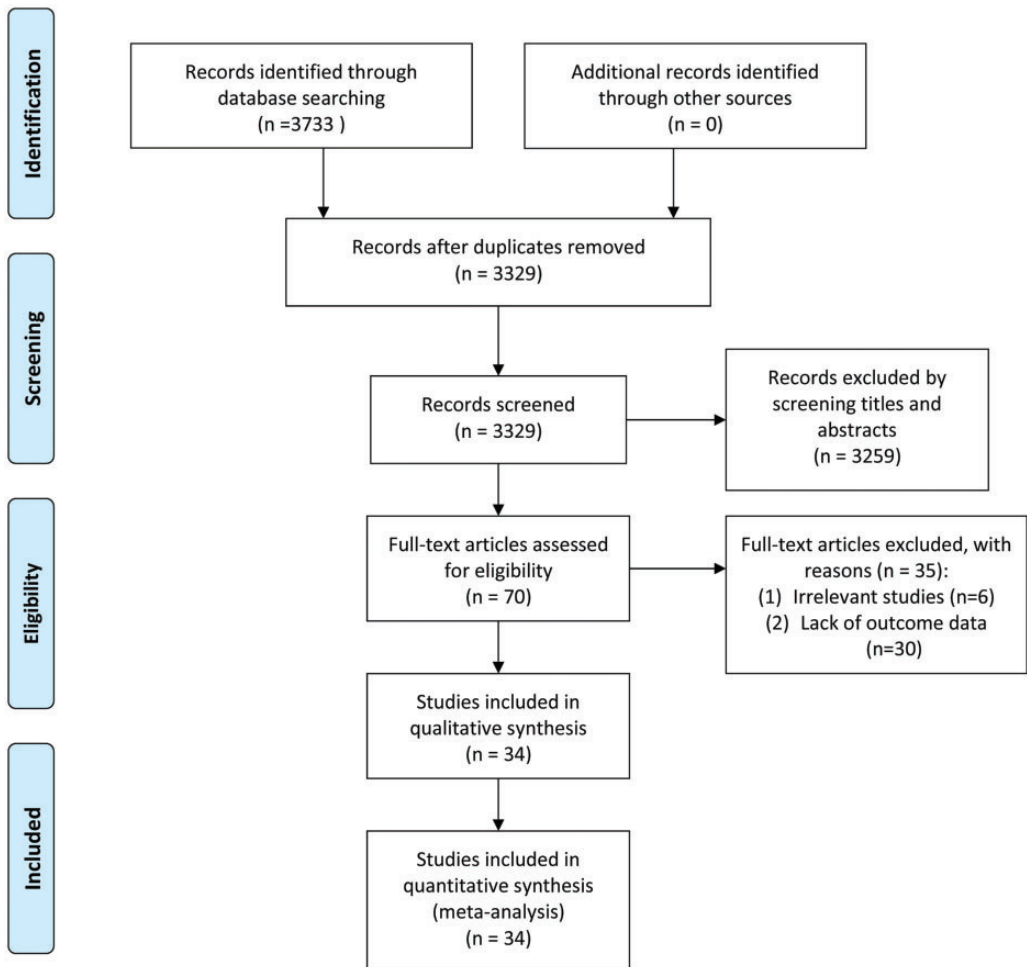 Identification
Records identified through
database searching
(n =3733 )
Additional records identified
through other sources
(n = 0)
Records after duplicates removed
(n = 3329)
Screening
Records screened
(n = 3329)
Records excluded by
screening titles and
abstracts
(n = 3259)
Eligibility
Full-text articles assessed
for eligibility
(n = 70)
Full-text articles excluded, with
reasons (n = 35):
(1) Irrelevant studies (n=6)
(2) Lack of outcome data
(n=30)
Studies included in
qualitative synthesis
(n = 34)
Included
Studies included in
quantitative synthesis
(meta-analysis)
(n = 34)